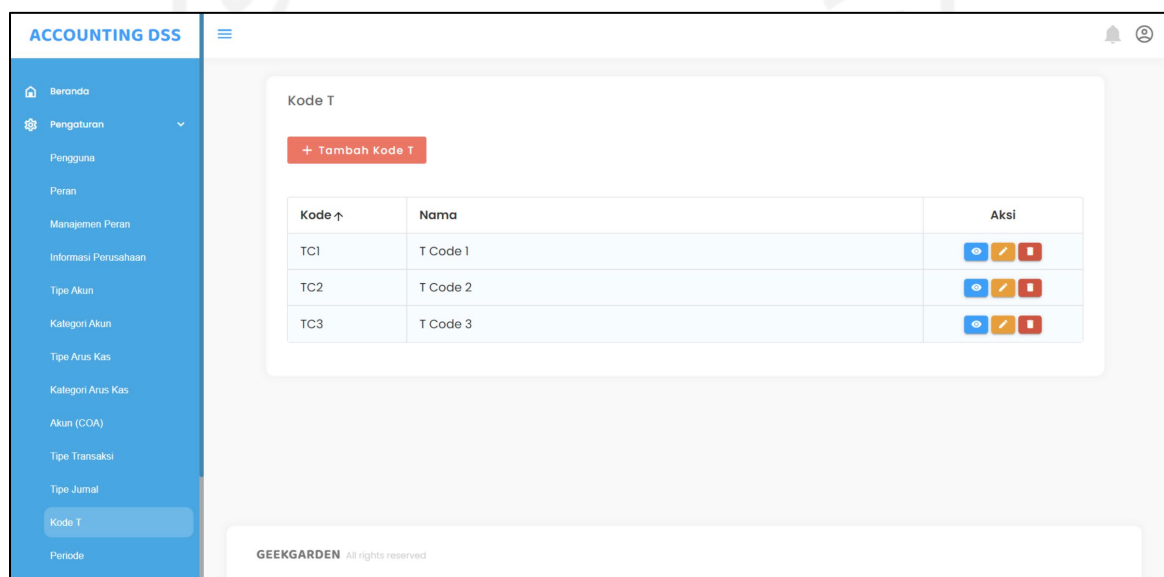 ACCOUNTING DSS
Beranda
Pengaturan
Pengguna
Peran
Manajemen Peran
Informasi Perusahaan
Tipe Akun
Kategori Akun
Tipe Arus Kas
Kategori Arus Kas
Akun (COA)
Tipe Transaksi
Tipe Jurnal
Kode T
Periode
Kode T
+ Tambah Kode T
Kode ↑ Nama Aksi
TC1 T Code 1
TC2 T Code 2
TC3 T Code 3
GEEKGARDEN All rights reserved